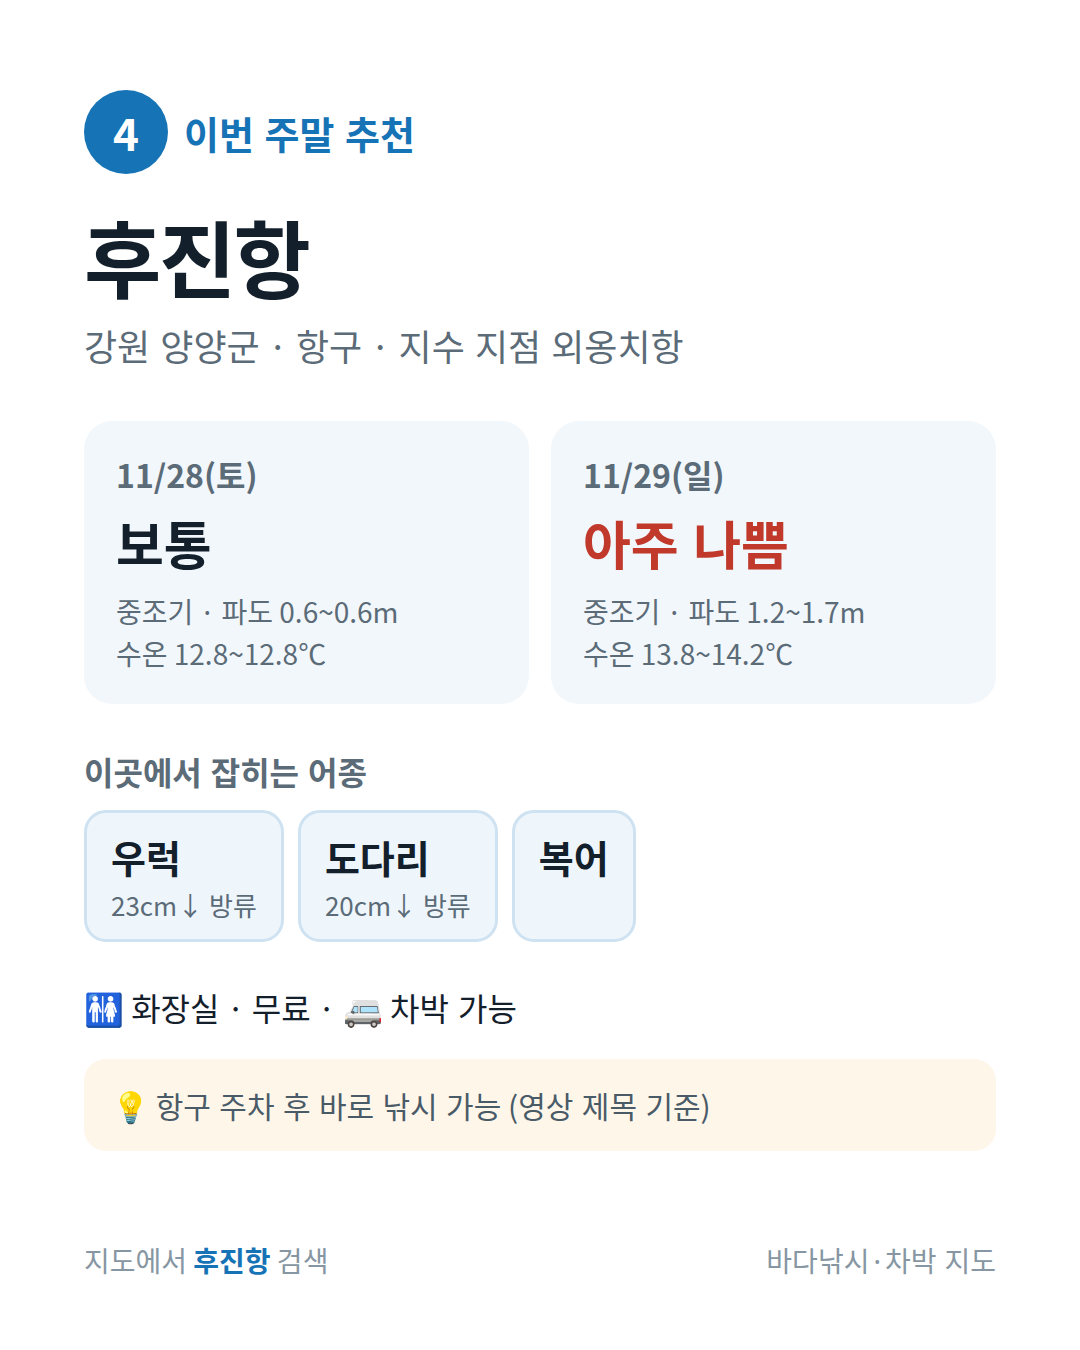 4 이번 주말 추천
후진항
강원 양양군 · 항구 · 지수 지점 외옹치항
11/28(토)
보통
중조기 · 파도 0.6~0.6m
수온 12.8~12.8℃
11/29(일)
아주 나쁨
중조기 · 파도 1.2~1.7m
수온 13.8~14.2℃
이곳에서 잡히는 어종
우럭
23cm↓ 방류
도다리
20cm↓ 방류
복어
🚻 화장실 · 무료 · 🚐 차박 가능
💡 항구 주차 후 바로 낚시 가능 (영상 제목 기준)
지도에서 후진항 검색
바다낚시·차박 지도